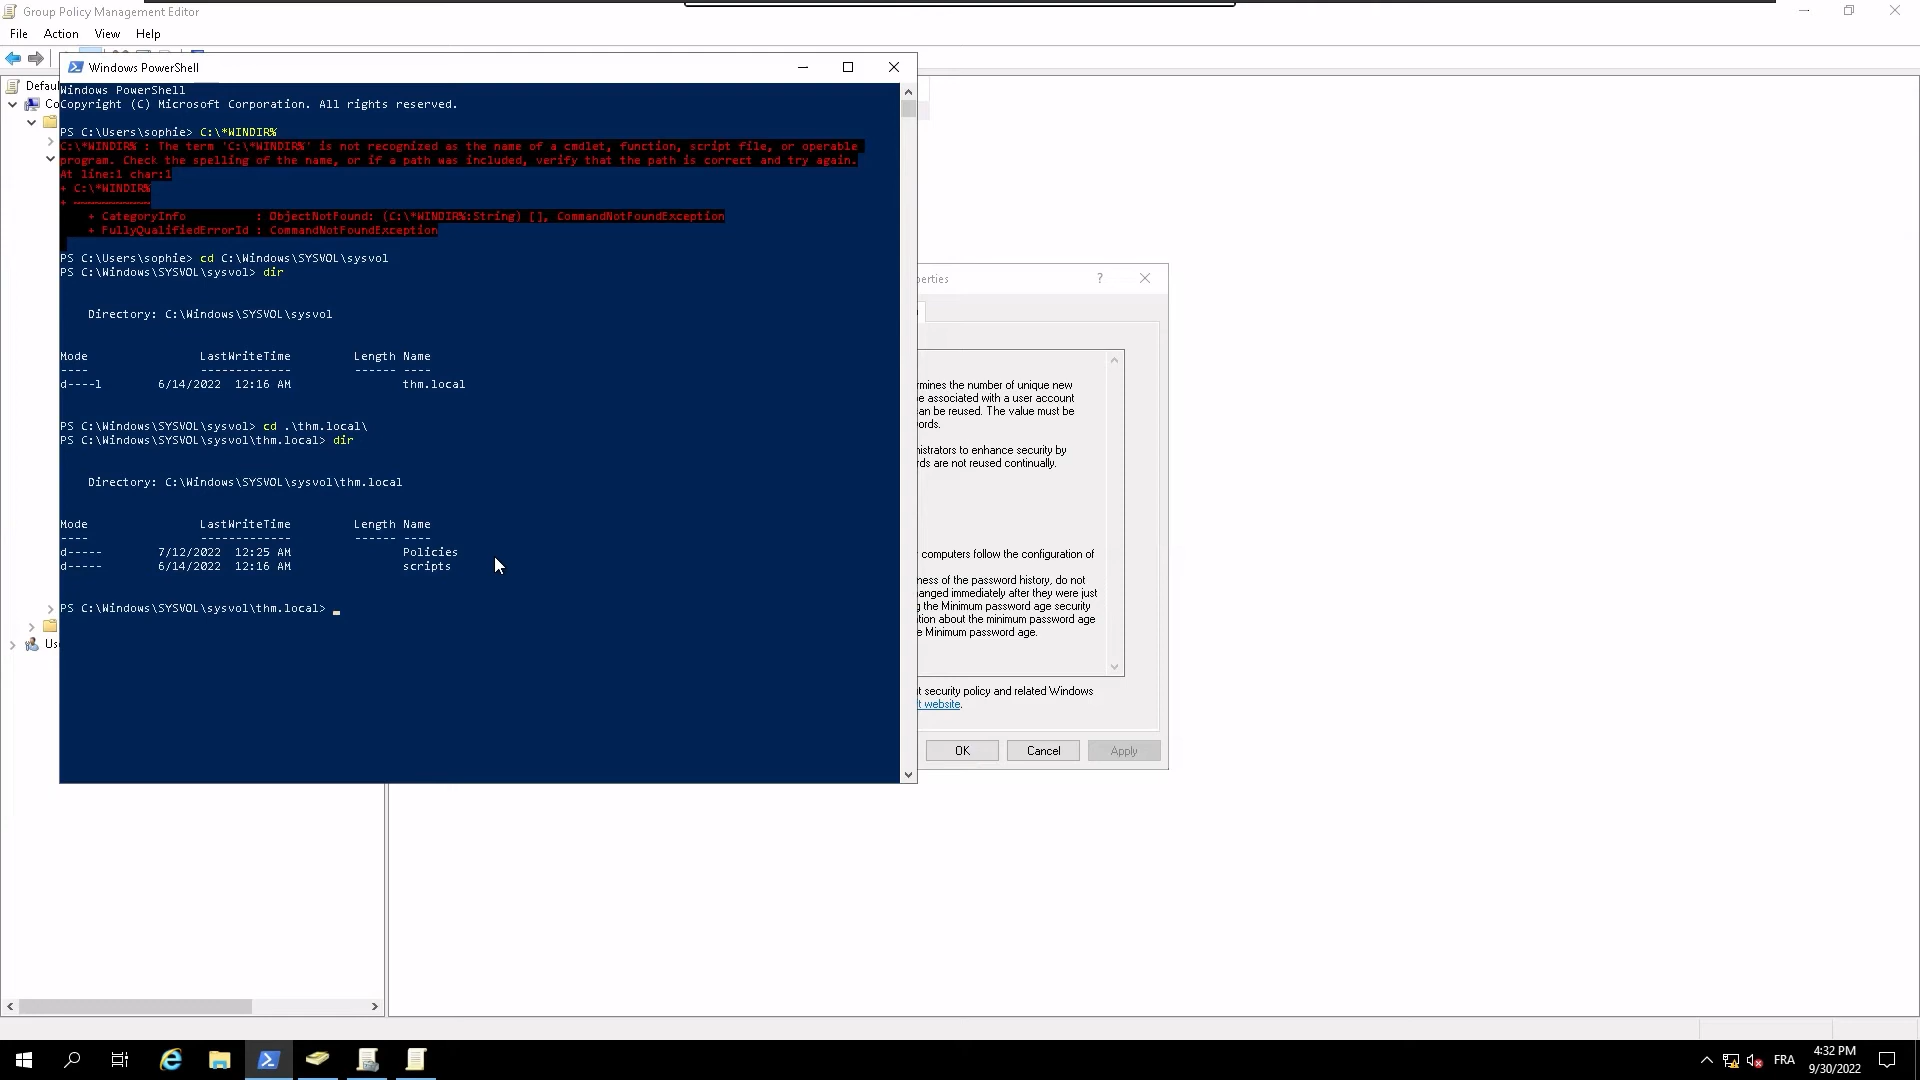 Group Policy Management Editor
File Action View Help
Windows PowerShell
Windows PowerShell
Copyright (C) Microsoft Corporation. All rights reserved.
PS C:\Users\sophie> C:\*WINDIR%
C:\*WINDIR% : The term 'C:\*WINDIR%' is not recognized as the name of a cmdlet, function, script file, or operable
program. Check the spelling of the name, or if a path was included, verify that the path is correct and try again.
At line:1 char:1
+ C:\*WINDIR%
+ ~~~~~~~~~~~
+ CategoryInfo : ObjectNotFound: (C:\*WINDIR%:String) [], CommandNotFoundException
+ FullyQualifiedErrorId : CommandNotFoundException
PS C:\Users\sophie> cd C:\Windows\SYSVOL\sysvol
PS C:\Windows\SYSVOL\sysvol> dir
Directory: C:\Windows\SYSVOL\sysvol
Mode LastWriteTime Length Name
---- ------------- ------ ----
d----l 6/14/2022 12:16 AM thm.local
PS C:\Windows\SYSVOL\sysvol> cd .\thm.local\
PS C:\Windows\SYSVOL\sysvol\thm.local> dir
Directory: C:\Windows\SYSVOL\sysvol\thm.local
Mode LastWriteTime Length Name
---- ------------- ------ ----
d----- 7/12/2022 12:25 AM Policies
d----- 6/14/2022 12:16 AM scripts
PS C:\Windows\SYSVOL\sysvol\thm.local> _
Defau
Co
Us
perties
?
rmines the number of unique new
e associated with a user account
an be reused. The value must be
ords.
nistrators to enhance security by
rds are not reused continually.
computers follow the configuration of
ness of the password history, do not
anged immediately after they were just
g the Minimum password age security
tion about the minimum password age
e Minimum password age.
t security policy and related Windows
t website.
OK Cancel Apply
FRA
4:32 PM
9/30/2022